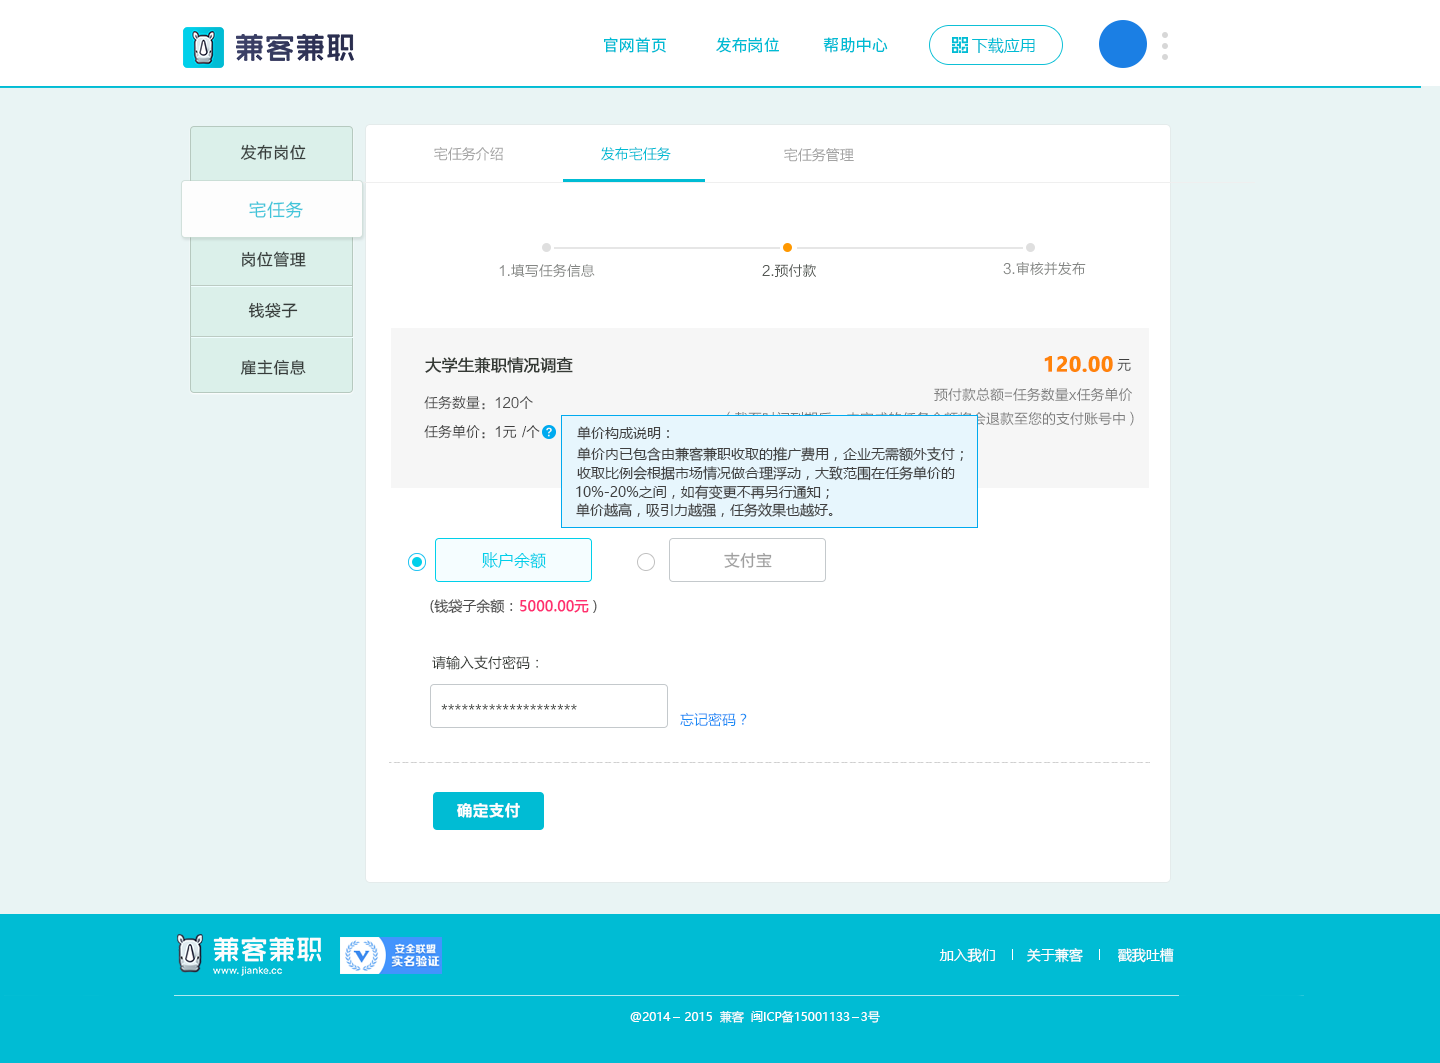 兼客兼职
官网首页
发布岗位
帮助中心
下载应用
发布岗位
宅任务
岗位管理
钱袋子
雇主信息
宅任务介绍
发布宅任务
宅任务管理
1.填写任务信息
2.预付款
3.审核并发布
大学生兼职情况调查
120.00 元
任务数量：120个
预付款总额=任务数量x任务单价
会退款至您的支付账号中）
任务单价：1元 /个 ?
单价构成说明：
单价内已包含由兼客兼职收取的推广费用，企业无需额外支付；
收取比例会根据市场情况做合理浮动，大致范围在任务单价的
10%-20%之间，如有变更不再另行通知；
单价越高，吸引力越强，任务效果也越好。
账户余额
支付宝
(钱袋子余额：5000.00元 )
请输入支付密码：
********************
忘记密码？
确定支付
兼客兼职
www.jianke.cc
安全联盟
实名验证
加入我们
关于兼客
戳我吐槽
@2014－2015 兼客 闽ICP备15001133－3号